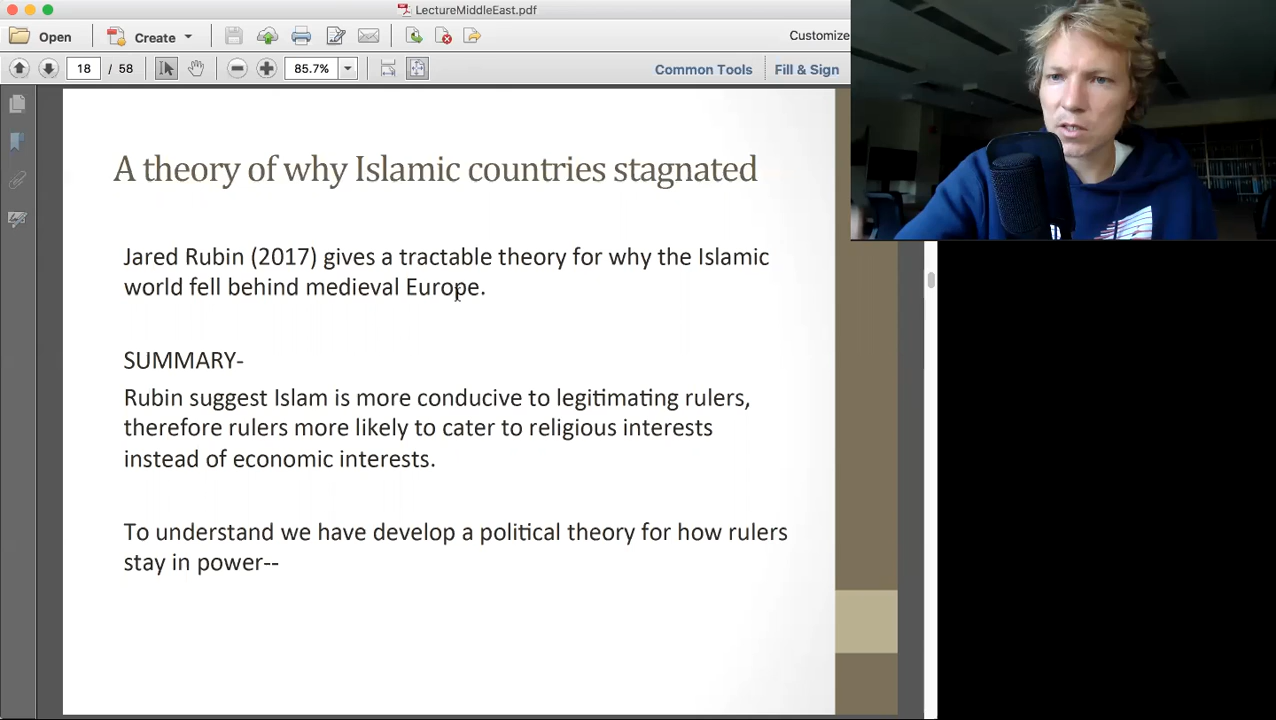 LectureMiddleEast.pdf
Open
Create
Customize
18 / 58
85.7%
Common Tools
Fill & Sign
A theory of why Islamic countries stagnated
Jared Rubin (2017) gives a tractable theory for why the Islamic
world fell behind medieval Europe.
SUMMARY-
Rubin suggest Islam is more conducive to legitimating rulers,
therefore rulers more likely to cater to religious interests
instead of economic interests.
To understand we have develop a political theory for how rulers
stay in power--